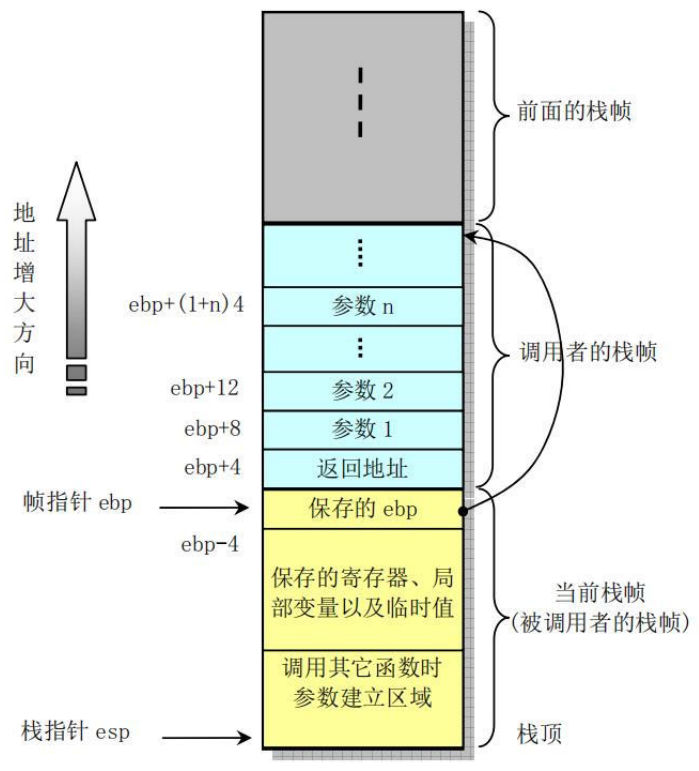 前面的栈帧
地址增大方向
ebp+(1+n)4
参数 n
调用者的栈帧
ebp+12
参数 2
ebp+8
参数 1
ebp+4
返回地址
帧指针 ebp
保存的 ebp
ebp-4
保存的寄存器、局
部变量以及临时值
当前栈帧
(被调用者的栈帧)
调用其它函数时
参数建立区域
栈指针 esp
栈顶